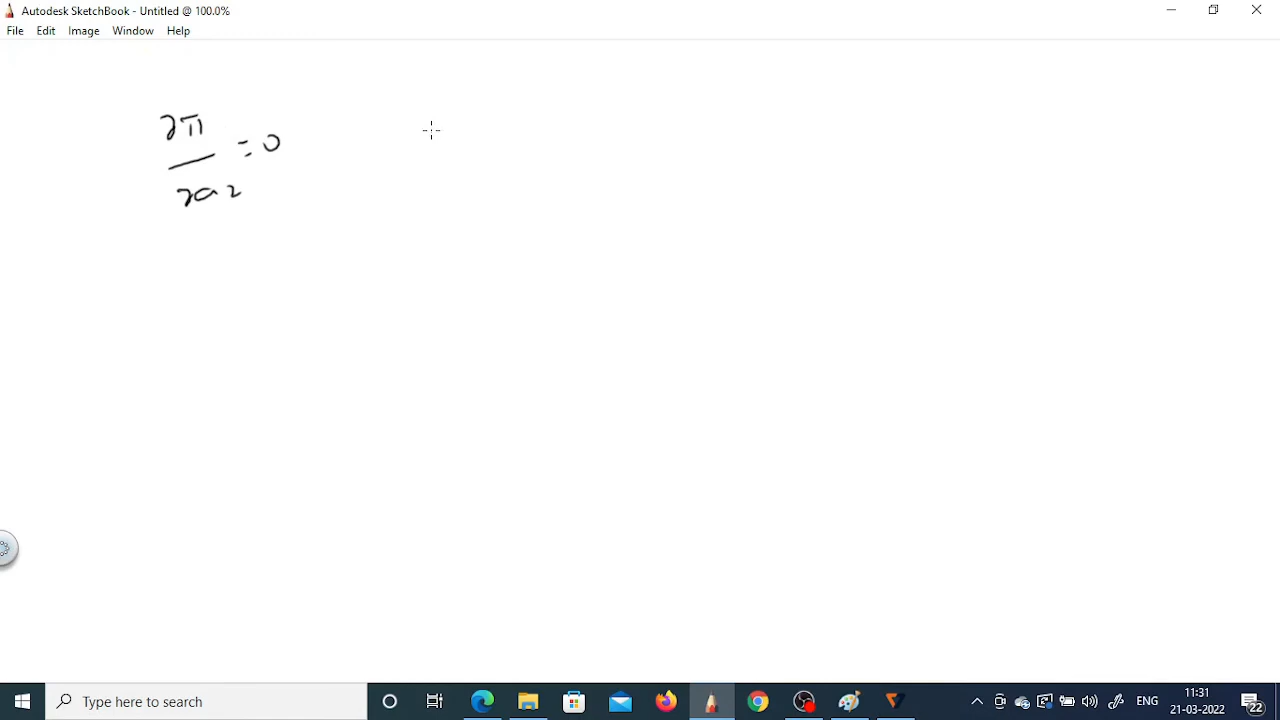 Autodesk SketchBook - Untitled @ 100.0%
File Edit Image Window Help
∂π
∂a2
=0
Type here to search
ENG
11:31
21-03-2022
22